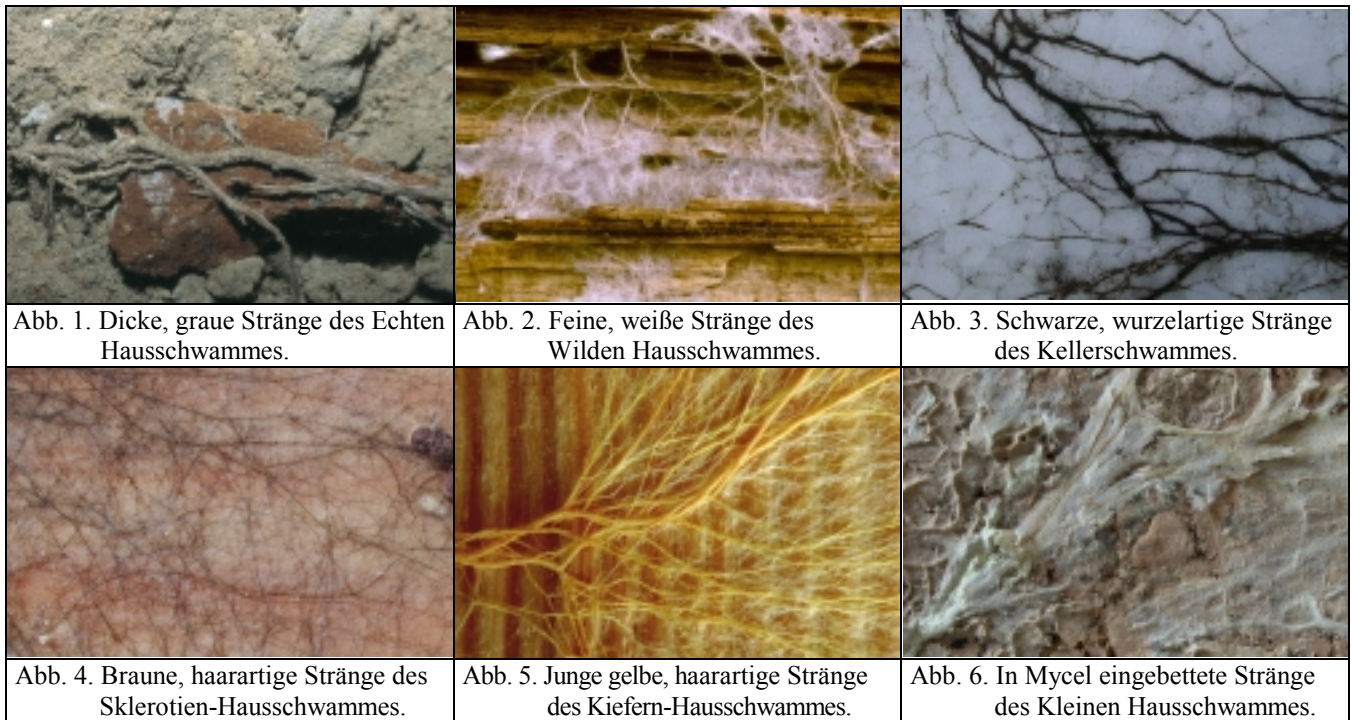 Abb. 1. Dicke, graue Stränge des Echten
Hausschwammes.
Abb. 2. Feine, weiße Stränge des
Wilden Hausschwammes.
Abb. 3. Schwarze, wurzelartige Stränge
des Kellerschwammes.
Abb. 4. Braune, haarartige Stränge des
Sklerotien-Hausschwammes.
Abb. 5. Junge gelbe, haarartige Stränge
des Kiefern-Hausschwammes.
Abb. 6. In Mycel eingebettete Stränge
des Kleinen Hausschwammes.